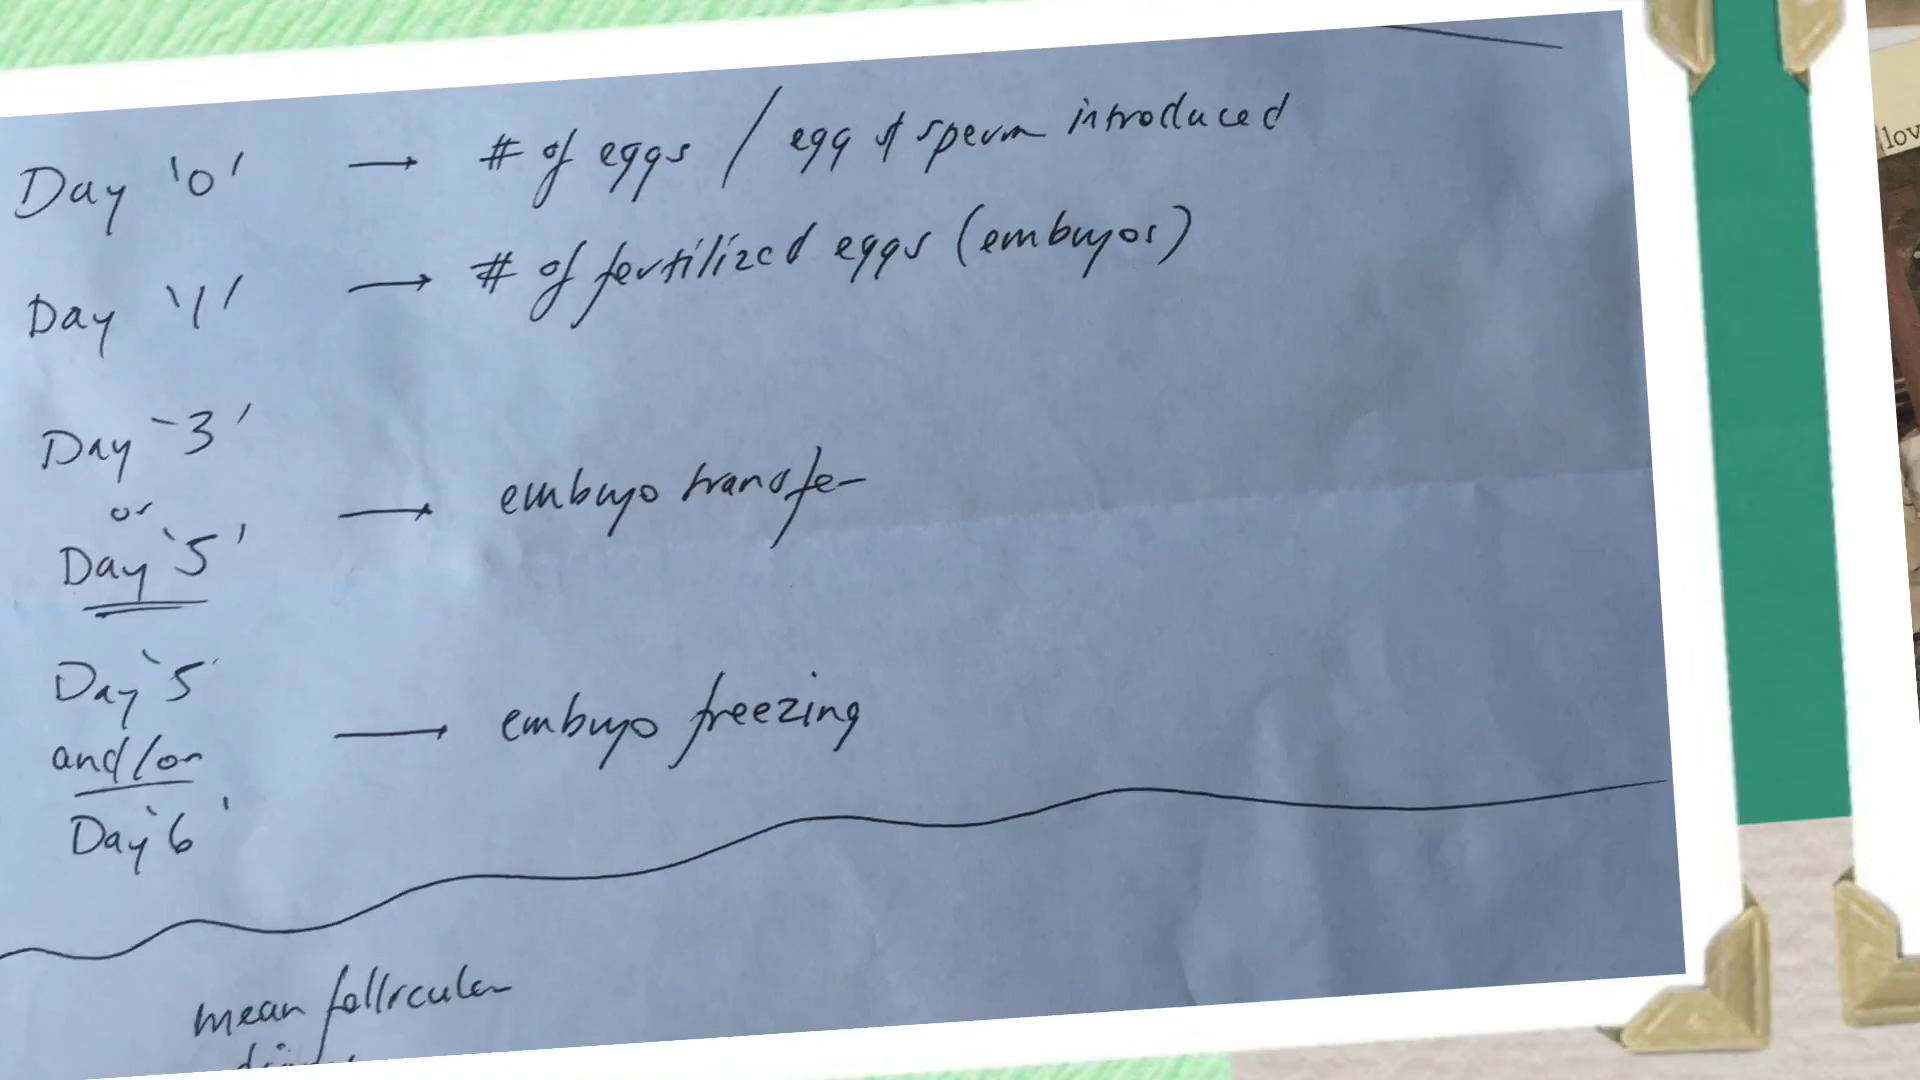 Day '0' → # of eggs / egg & sperm introduced
Day '1' → # of fertilized eggs (embryos)
Day '3'
or → embryo transfer
Day '5'
Day '5'
and/or → embryo freezing
Day '6'
mean follicular
lov